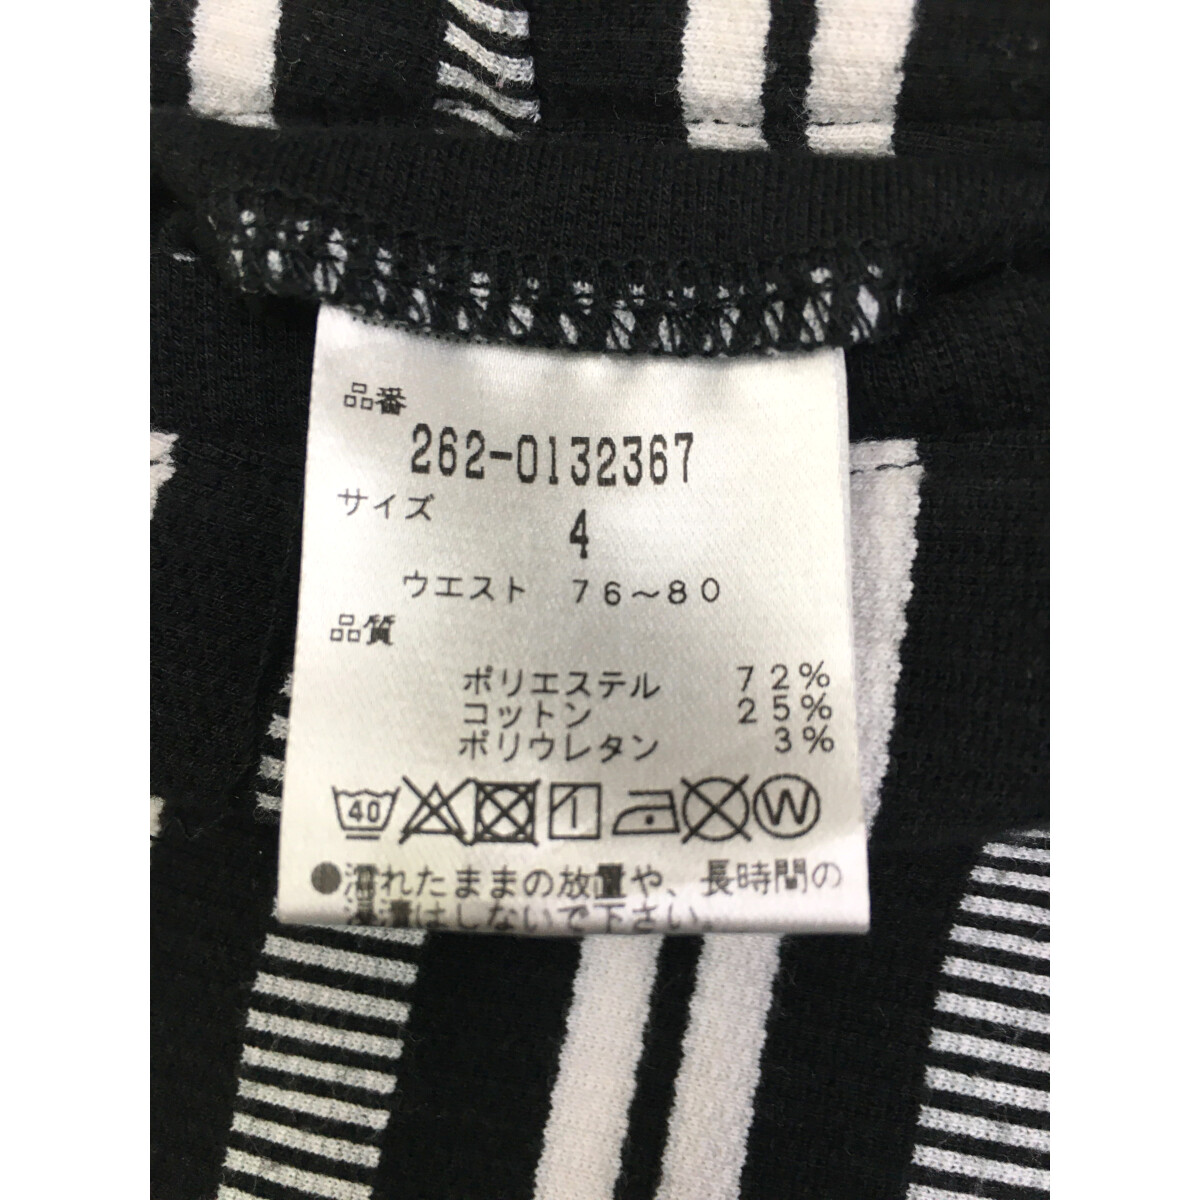 品番
262-0132367
サイズ
4
ウエスト 76～80
品質
ポリエステル 72%
コットン 25%
ポリウレタン 3%
40 W
●濡れたままの放置や、長時間の
浸漬はしないで下さい。